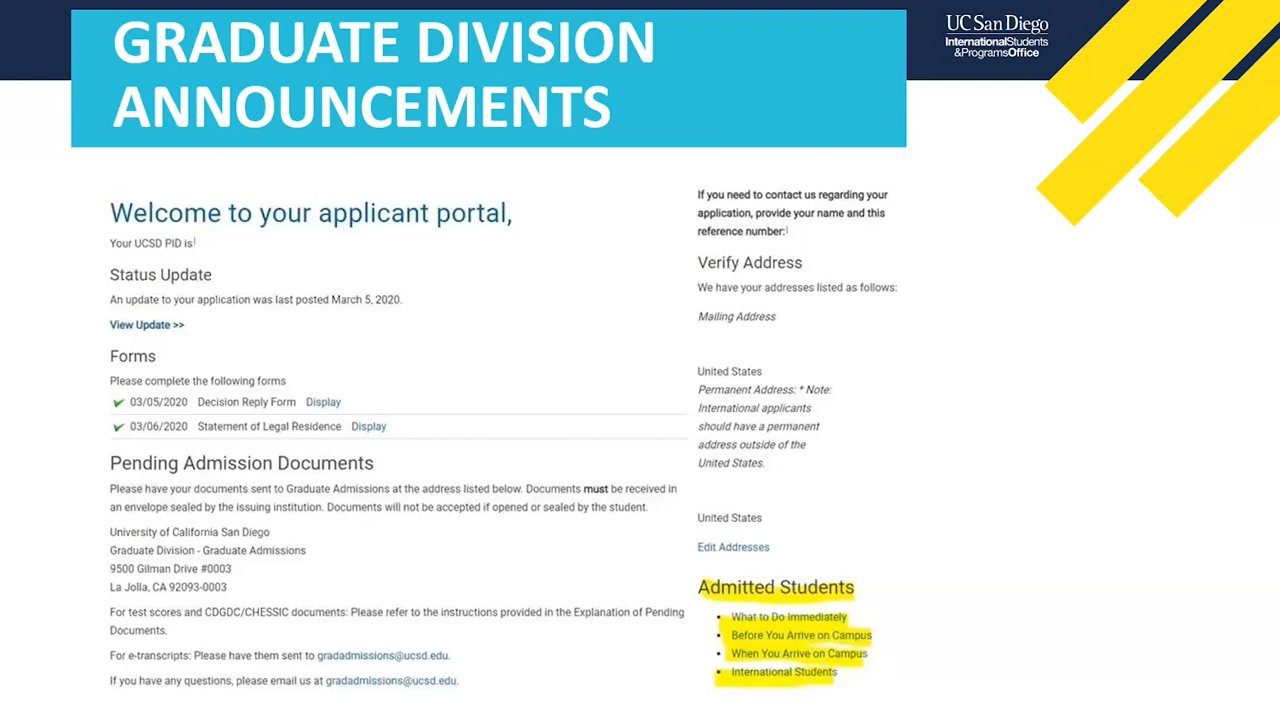 GRADUATE DIVISION
ANNOUNCEMENTS
UC San Diego
InternationalStudents
&ProgramsOffice
Welcome to your applicant portal,
Your UCSD PID is
Status Update
An update to your application was last posted March 5, 2020.
View Update >>
Forms
Please complete the following forms
03/05/2020 Decision Reply Form Display
03/06/2020 Statement of Legal Residence Display
Pending Admission Documents
Please have your documents sent to Graduate Admissions at the address listed below. Documents must be received in
an envelope sealed by the issuing institution. Documents will not be accepted if opened or sealed by the student.
University of California San Diego
Graduate Division - Graduate Admissions
9500 Gilman Drive #0003
La Jolla, CA 92093-0003
For test scores and CDGDC/CHESSIC documents: Please refer to the instructions provided in the Explanation of Pending
Documents.
For e-transcripts: Please have them sent to gradadmissions@ucsd.edu.
If you have any questions, please email us at gradadmissions@ucsd.edu.
If you need to contact us regarding your
application, provide your name and this
reference number:
Verify Address
We have your addresses listed as follows:
Mailing Address
United States
Permanent Address: * Note:
International applicants
should have a permanent
address outside of the
United States.
United States
Edit Addresses
Admitted Students
• What to Do Immediately
• Before You Arrive on Campus
• When You Arrive on Campus
• International Students